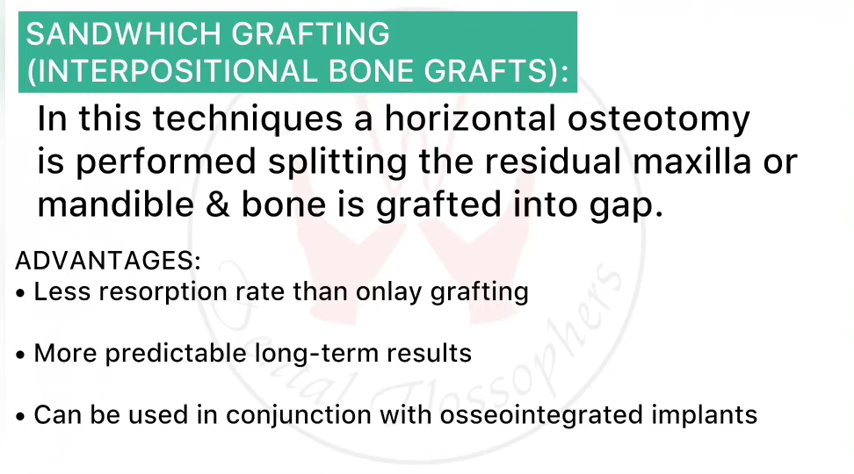 SANDWHICH GRAFTING
(INTERPOSITIONAL BONE GRAFTS):
In this techniques a horizontal osteotomy
is performed splitting the residual maxilla or
mandible & bone is grafted into gap.
ADVANTAGES:
• Less resorption rate than onlay grafting
• More predictable long-term results
• Can be used in conjunction with osseointegrated implants